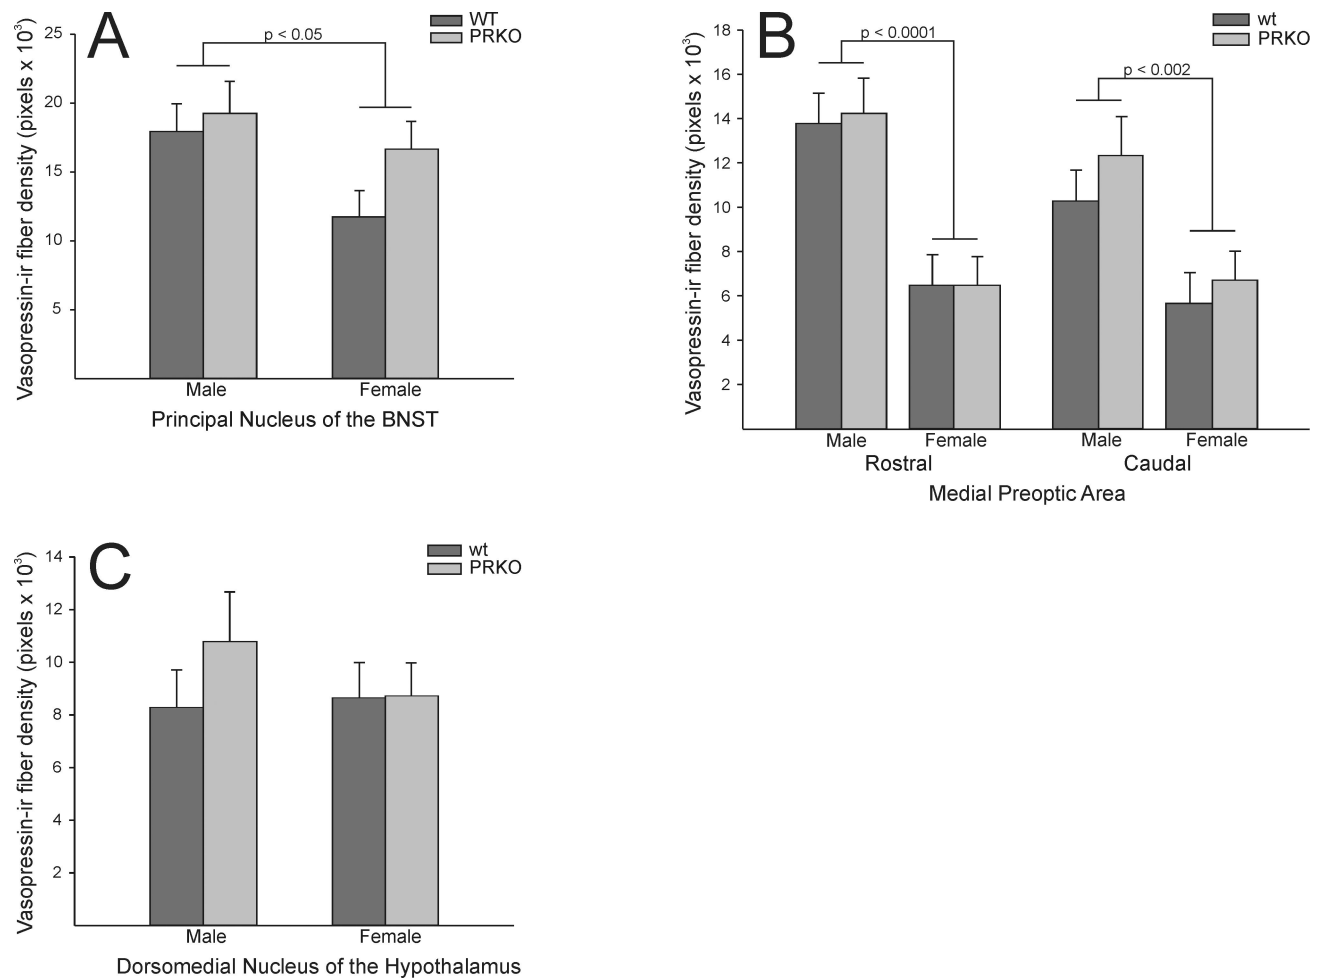 A
WT
PRKO
p < 0.05
Vasopressin-ir fiber density (pixels x 10³)
25
20
15
10
5
Male Female
Principal Nucleus of the BNST
B
wt
PRKO
p < 0.0001
p < 0.002
Vasopressin-ir fiber density (pixels x 10³)
18
16
14
12
10
8
6
4
2
Male Female Male Female
Rostral Caudal
Medial Preoptic Area
C
wt
PRKO
Vasopressin-ir fiber density (pixels x 10³)
14
12
10
8
6
4
2
Male Female
Dorsomedial Nucleus of the Hypothalamus